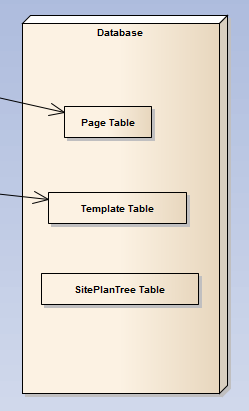 Database
Page Table
Template Table
SitePlanTree Table